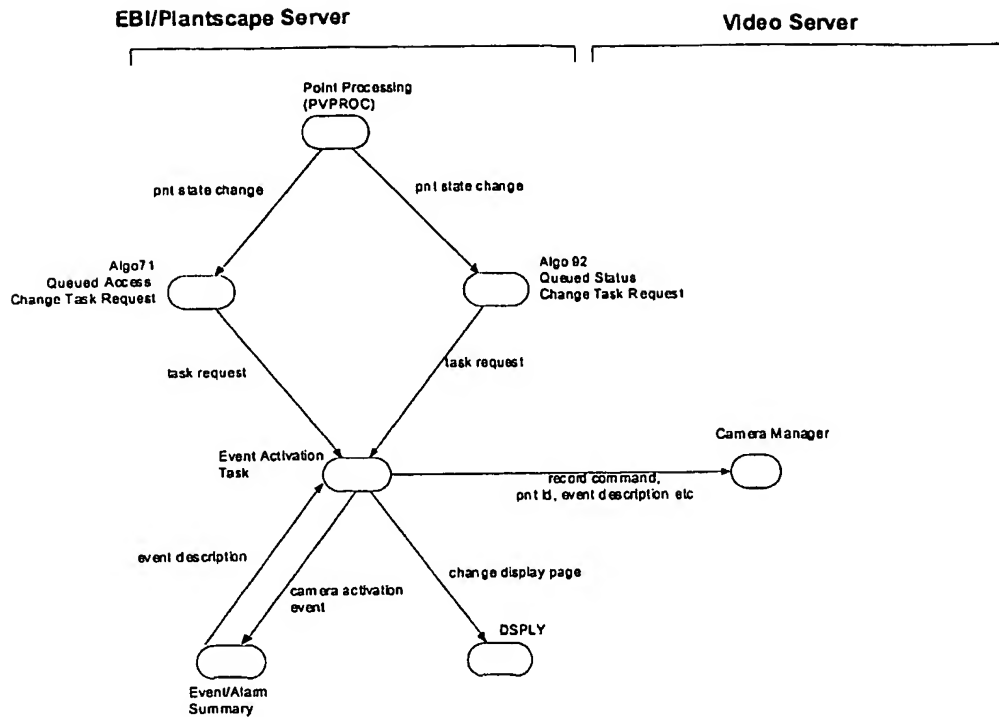 EBI/Plantscape Server
Video Server
Point Processing
(PVPROC)
pnt state change
pnt state change
Algo71
Queued Access
Change Task Request
Algo 92
Queued Status
Change Task Request
task request
task request
Event Activation
Task
Camera Manager
record command,
pnt id, event description etc
event description
camera activation
event
change display page
DSPLY
Event/Alarm
Summary